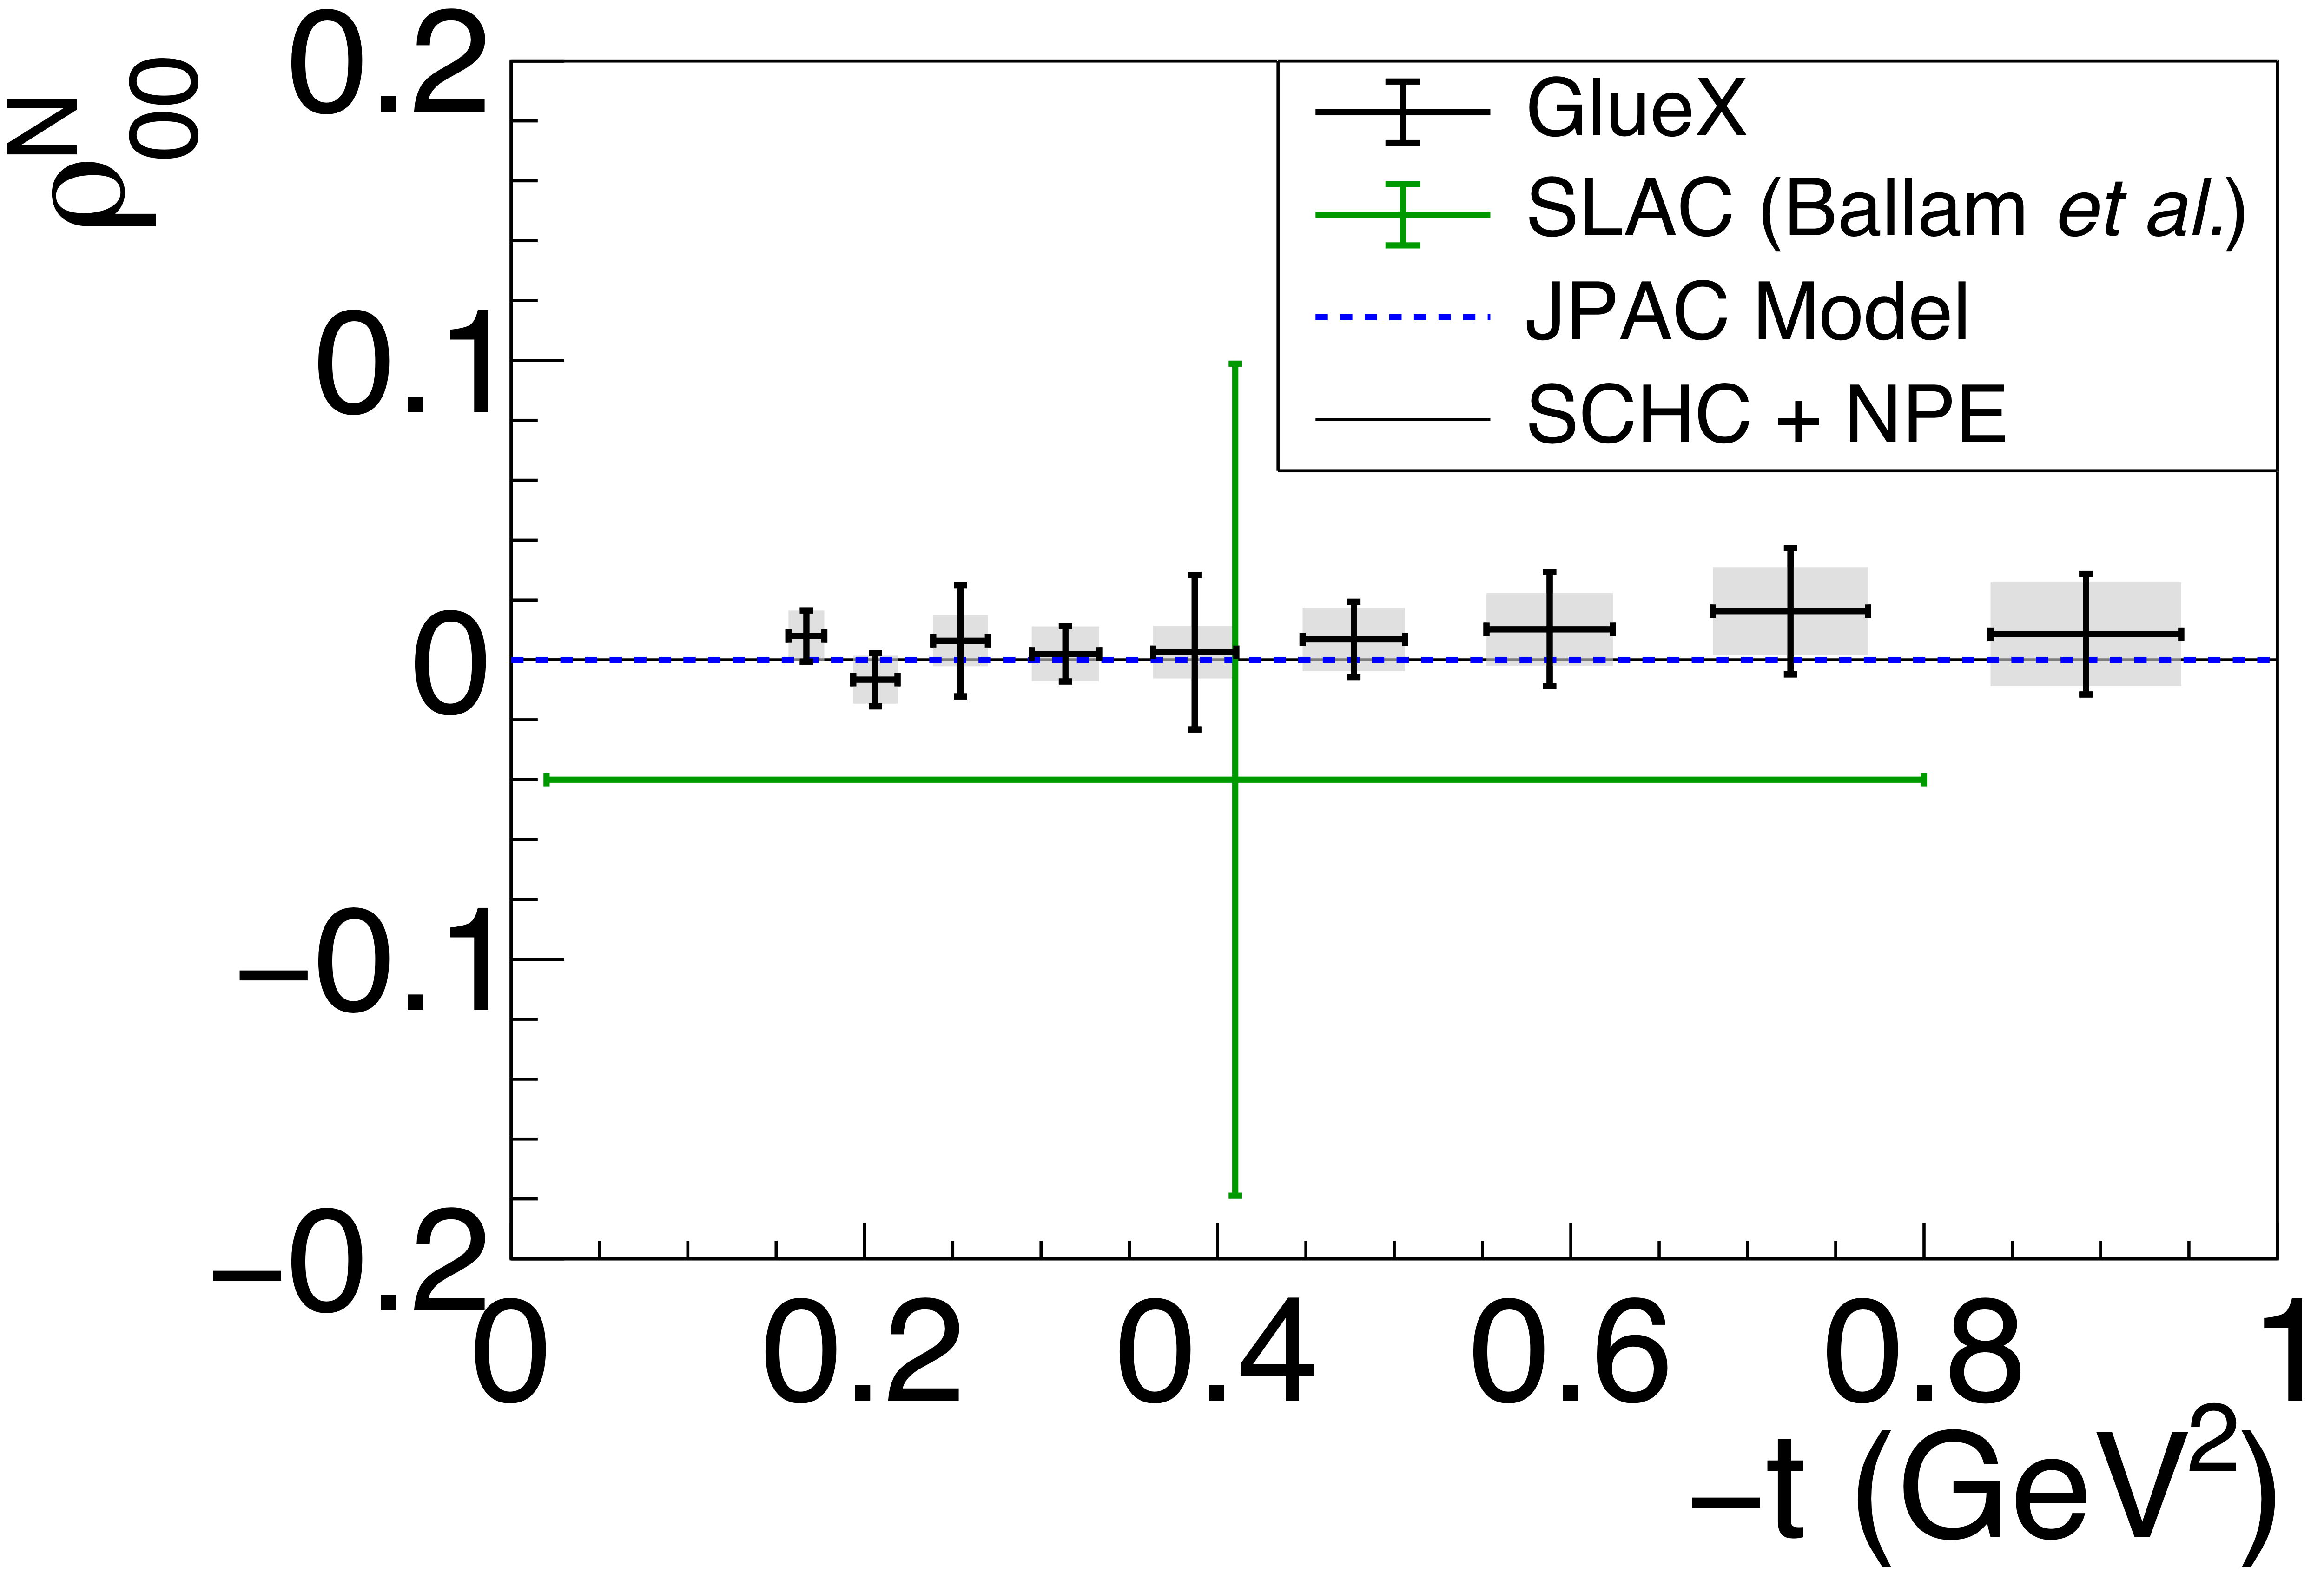 ρ^N_00
0.2
0.1
0
−0.1
−0.2
GlueX
SLAC (Ballam et al.)
JPAC Model
SCHC + NPE
0 0.2 0.4 0.6 0.8 1
−t (GeV²)